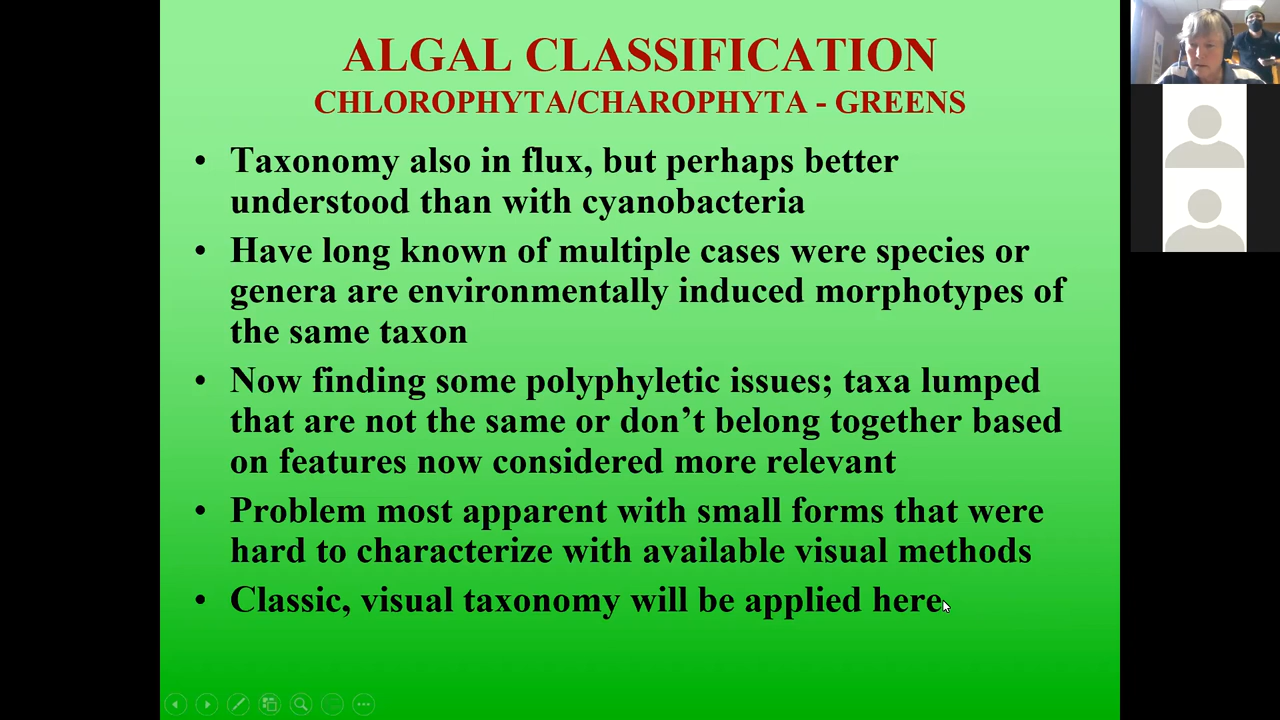 ALGAL CLASSIFICATION
CHLOROPHYTA/CHAROPHYTA - GREENS
• Taxonomy also in flux, but perhaps better
understood than with cyanobacteria
• Have long known of multiple cases were species or
genera are environmentally induced morphotypes of
the same taxon
• Now finding some polyphyletic issues; taxa lumped
that are not the same or don’t belong together based
on features now considered more relevant
• Problem most apparent with small forms that were
hard to characterize with available visual methods
• Classic, visual taxonomy will be applied here